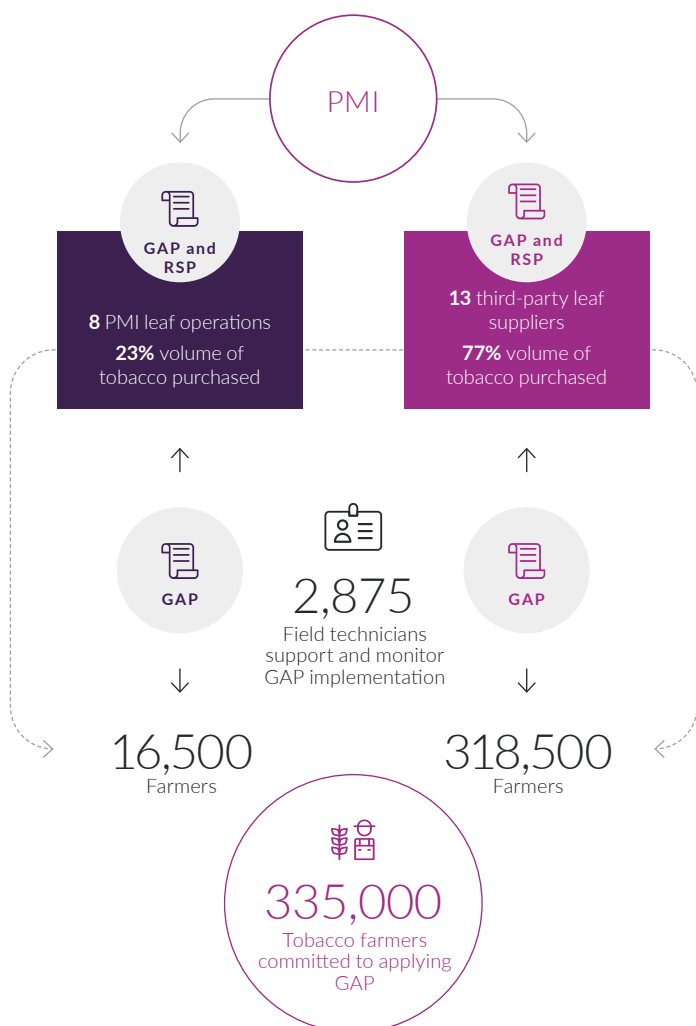 PMI
GAP and
RSP
8 PMI leaf operations
23% volume of
tobacco purchased
GAP and
RSP
13 third-party leaf
suppliers
77% volume of
tobacco purchased
GAP
2,875
Field technicians
support and monitor
GAP implementation
GAP
16,500
Farmers
318,500
Farmers
335,000
Tobacco farmers
committed to applying
GAP